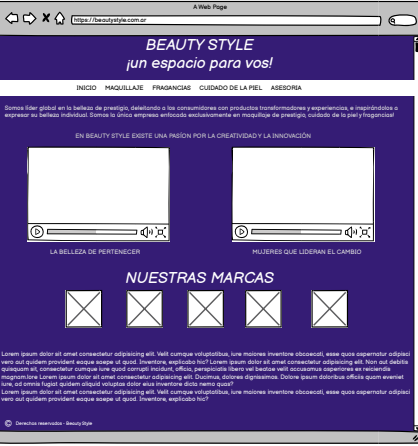 A Web Page
https://beautystyle.com.ar
BEAUTY STYLE
¡un espacio para vos!
INICIO MAQUILLAJE FRAGANCIAS CUIDADO DE LA PIEL ASESORIA
Somos líder global en la belleza de prestigio, deleitando a los consumidores con productos transformadores y experiencias, e inspirándolos a
expresar su belleza individual. Somos la única empresa enfocada exclusivamente en maquillaje de prestigio, cuidado de la piel y fragancias!
EN BEAUTY STYLE EXISTE UNA PASÍON POR LA CREATIVIDAD Y LA INNOVACIÓN
LA BELLEZA DE PERTENECER
MUJERES QUE LIDERAN EL CAMBIO
NUESTRAS MARCAS
Lorem ipsum dolor sit amet consectetur adipisicing elit. Velit cumque voluptatibus, iure maiores inventore obcaecati, esse quos aspernatur adipisci
vero aut quidem provident eaque saepe ut quod. Inventore, explicabo hic? Lorem ipsum dolor sit amet consectetur adipisicing elit. Non aut debitis
quisquam sit, consectetur cumque iure quod corrupti incidunt, officia, perspiciatis libero vel beatae velit accusamus asperiores ex reiciendis
magnam.lore Lorem ipsum dolor sit amet consectetur adipisicing elit. Ducimus, dolores dignissimos. Dolore ipsum doloribus officiis quam eveniet
iure, ad omnis fugiat quidem aliquid voluptas dolor eius inventore dicta nemo quos?
Lorem ipsum dolor sit amet consectetur adipisicing elit. Velit cumque voluptatibus, iure maiores inventore obcaecati, esse quos aspernatur adipisci
vero aut quidem provident eaque saepe ut quod. Inventore, explicabo hic?
© Derechos reservados - Beauty Style